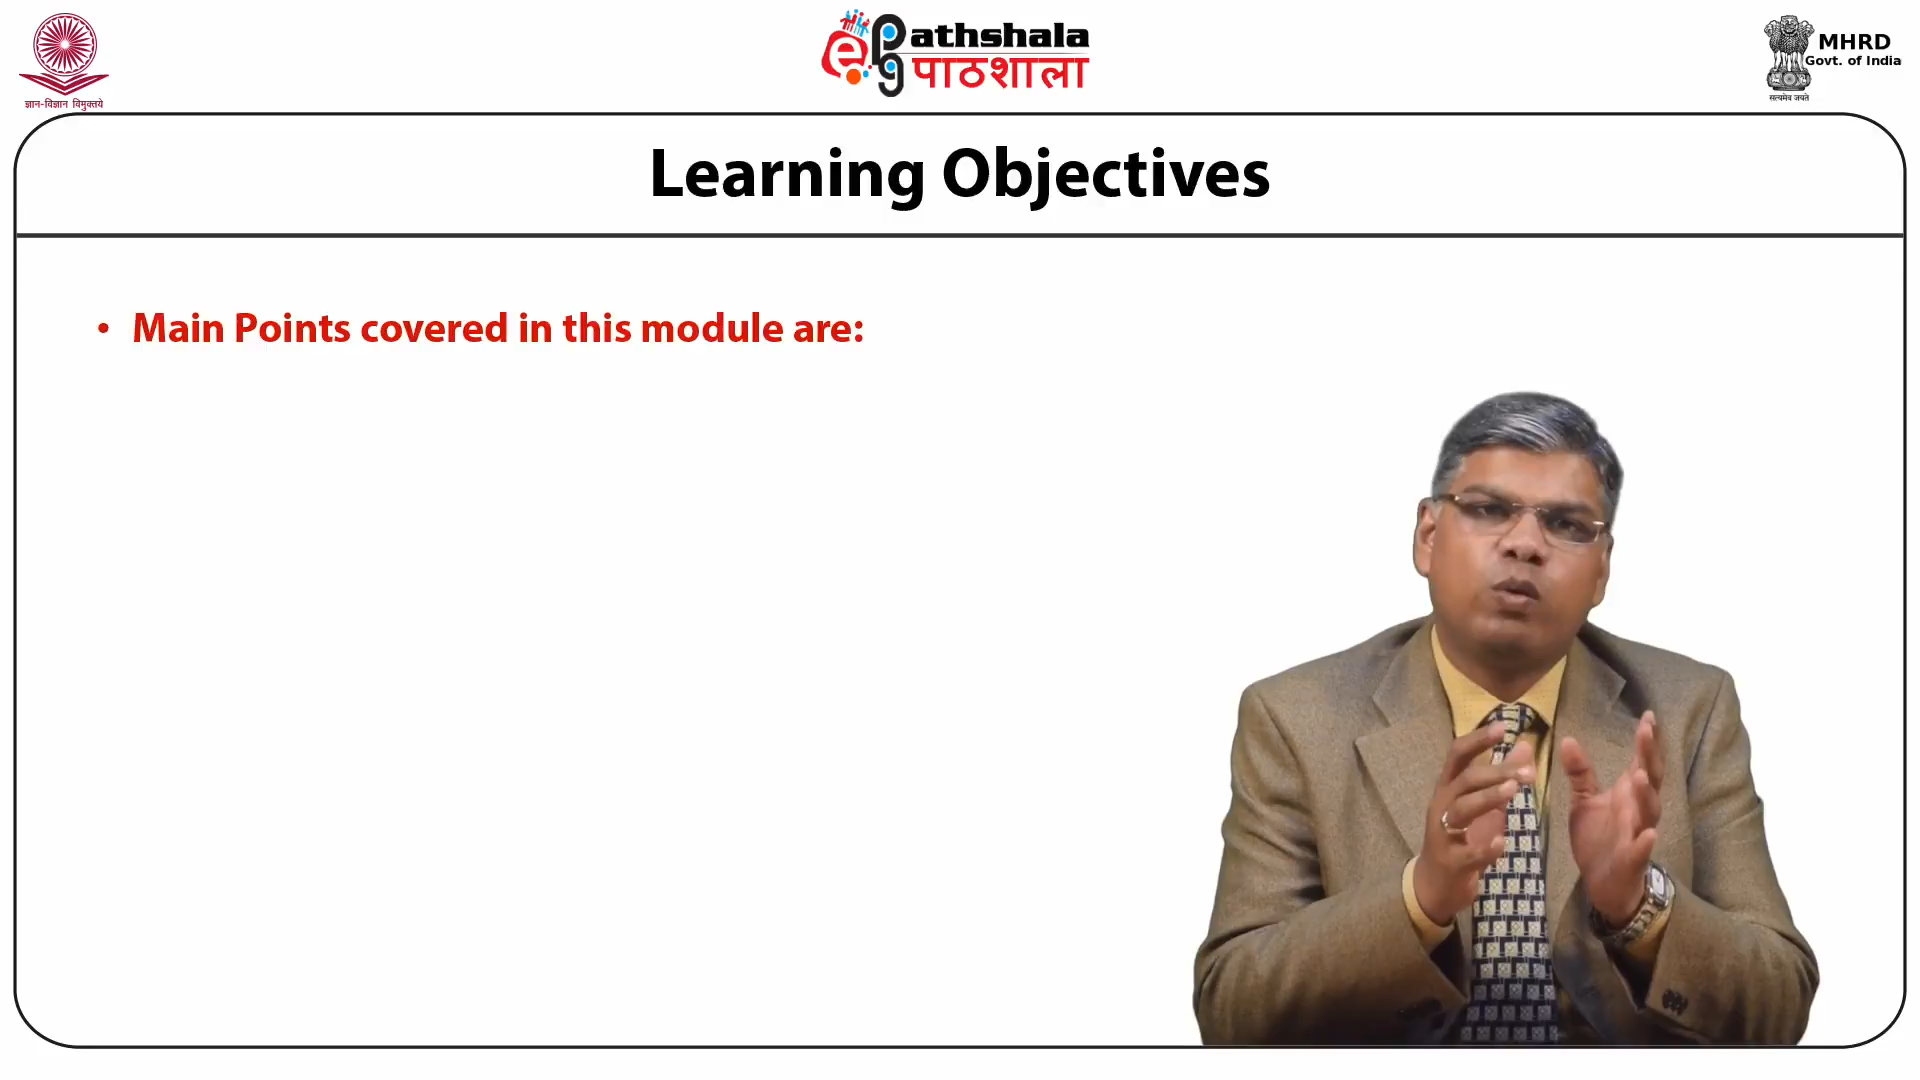 ज्ञान-विज्ञान विमुक्तये
ePathshala
पाठशाला
MHRD
Govt. of India
सत्यमेव जयते
Learning Objectives
• Main Points covered in this module are: